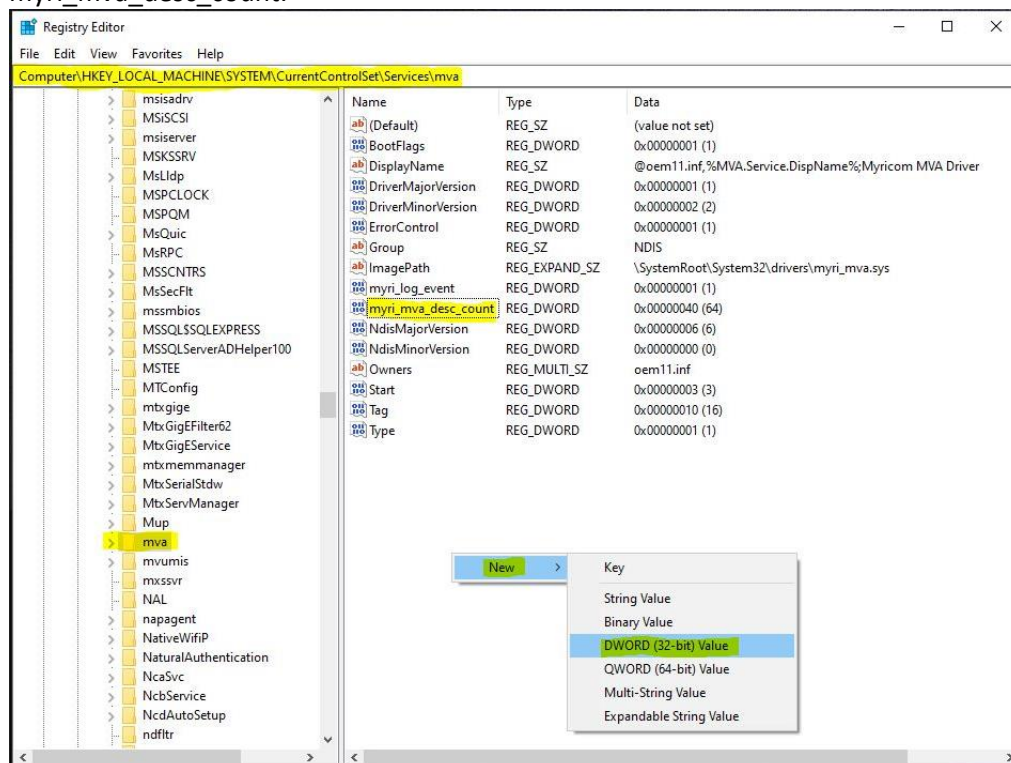 myri_mva_desc_count.
Registry Editor
File Edit View Favorites Help
Computer\HKEY_LOCAL_MACHINE\SYSTEM\CurrentControlSet\Services\mva
msisadrv
MSiSCSI
msiserver
MSKSSRV
MsLldp
MSPCLOCK
MSPQM
MsQuic
MsRPC
MSSCNTRS
MsSecFlt
mssmbios
MSSQL$SQLEXPRESS
MSSQLServerADHelper100
MSTEE
MTConfig
mtxgige
MtxGigEFilter62
MtxGigEService
mtxmemmanager
MtxSerialStdw
MtxServManager
Mup
mva
mvumis
mxssvr
NAL
napagent
NativeWifiP
NaturalAuthentication
NcaSvc
NcbService
NcdAutoSetup
ndfltr
Name Type Data
(Default) REG_SZ (value not set)
BootFlags REG_DWORD 0x00000001 (1)
DisplayName REG_SZ @oem11.inf,%MVA.Service.DispName%;Myricom MVA Driver
DriverMajorVersion REG_DWORD 0x00000001 (1)
DriverMinorVersion REG_DWORD 0x00000002 (2)
ErrorControl REG_DWORD 0x00000001 (1)
Group REG_SZ NDIS
ImagePath REG_EXPAND_SZ \SystemRoot\System32\drivers\myri_mva.sys
myri_log_event REG_DWORD 0x00000001 (1)
myri_mva_desc_count REG_DWORD 0x00000040 (64)
NdisMajorVersion REG_DWORD 0x00000006 (6)
NdisMinorVersion REG_DWORD 0x00000000 (0)
Owners REG_MULTI_SZ oem11.inf
Start REG_DWORD 0x00000003 (3)
Tag REG_DWORD 0x00000010 (16)
Type REG_DWORD 0x00000001 (1)
New
Key
String Value
Binary Value
DWORD (32-bit) Value
QWORD (64-bit) Value
Multi-String Value
Expandable String Value